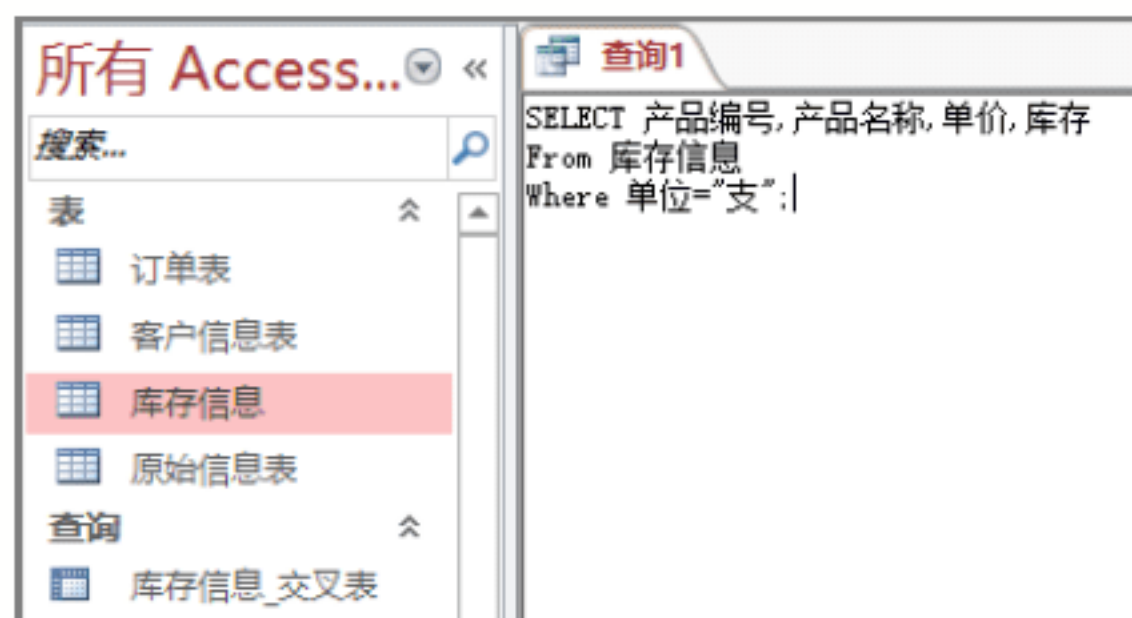 所有 Access...
搜索...
表
订单表
客户信息表
库存信息
原始信息表
查询
库存信息_交叉表
查询1
SELECT 产品编号,产品名称,单价,库存
From 库存信息
Where 单位="支";